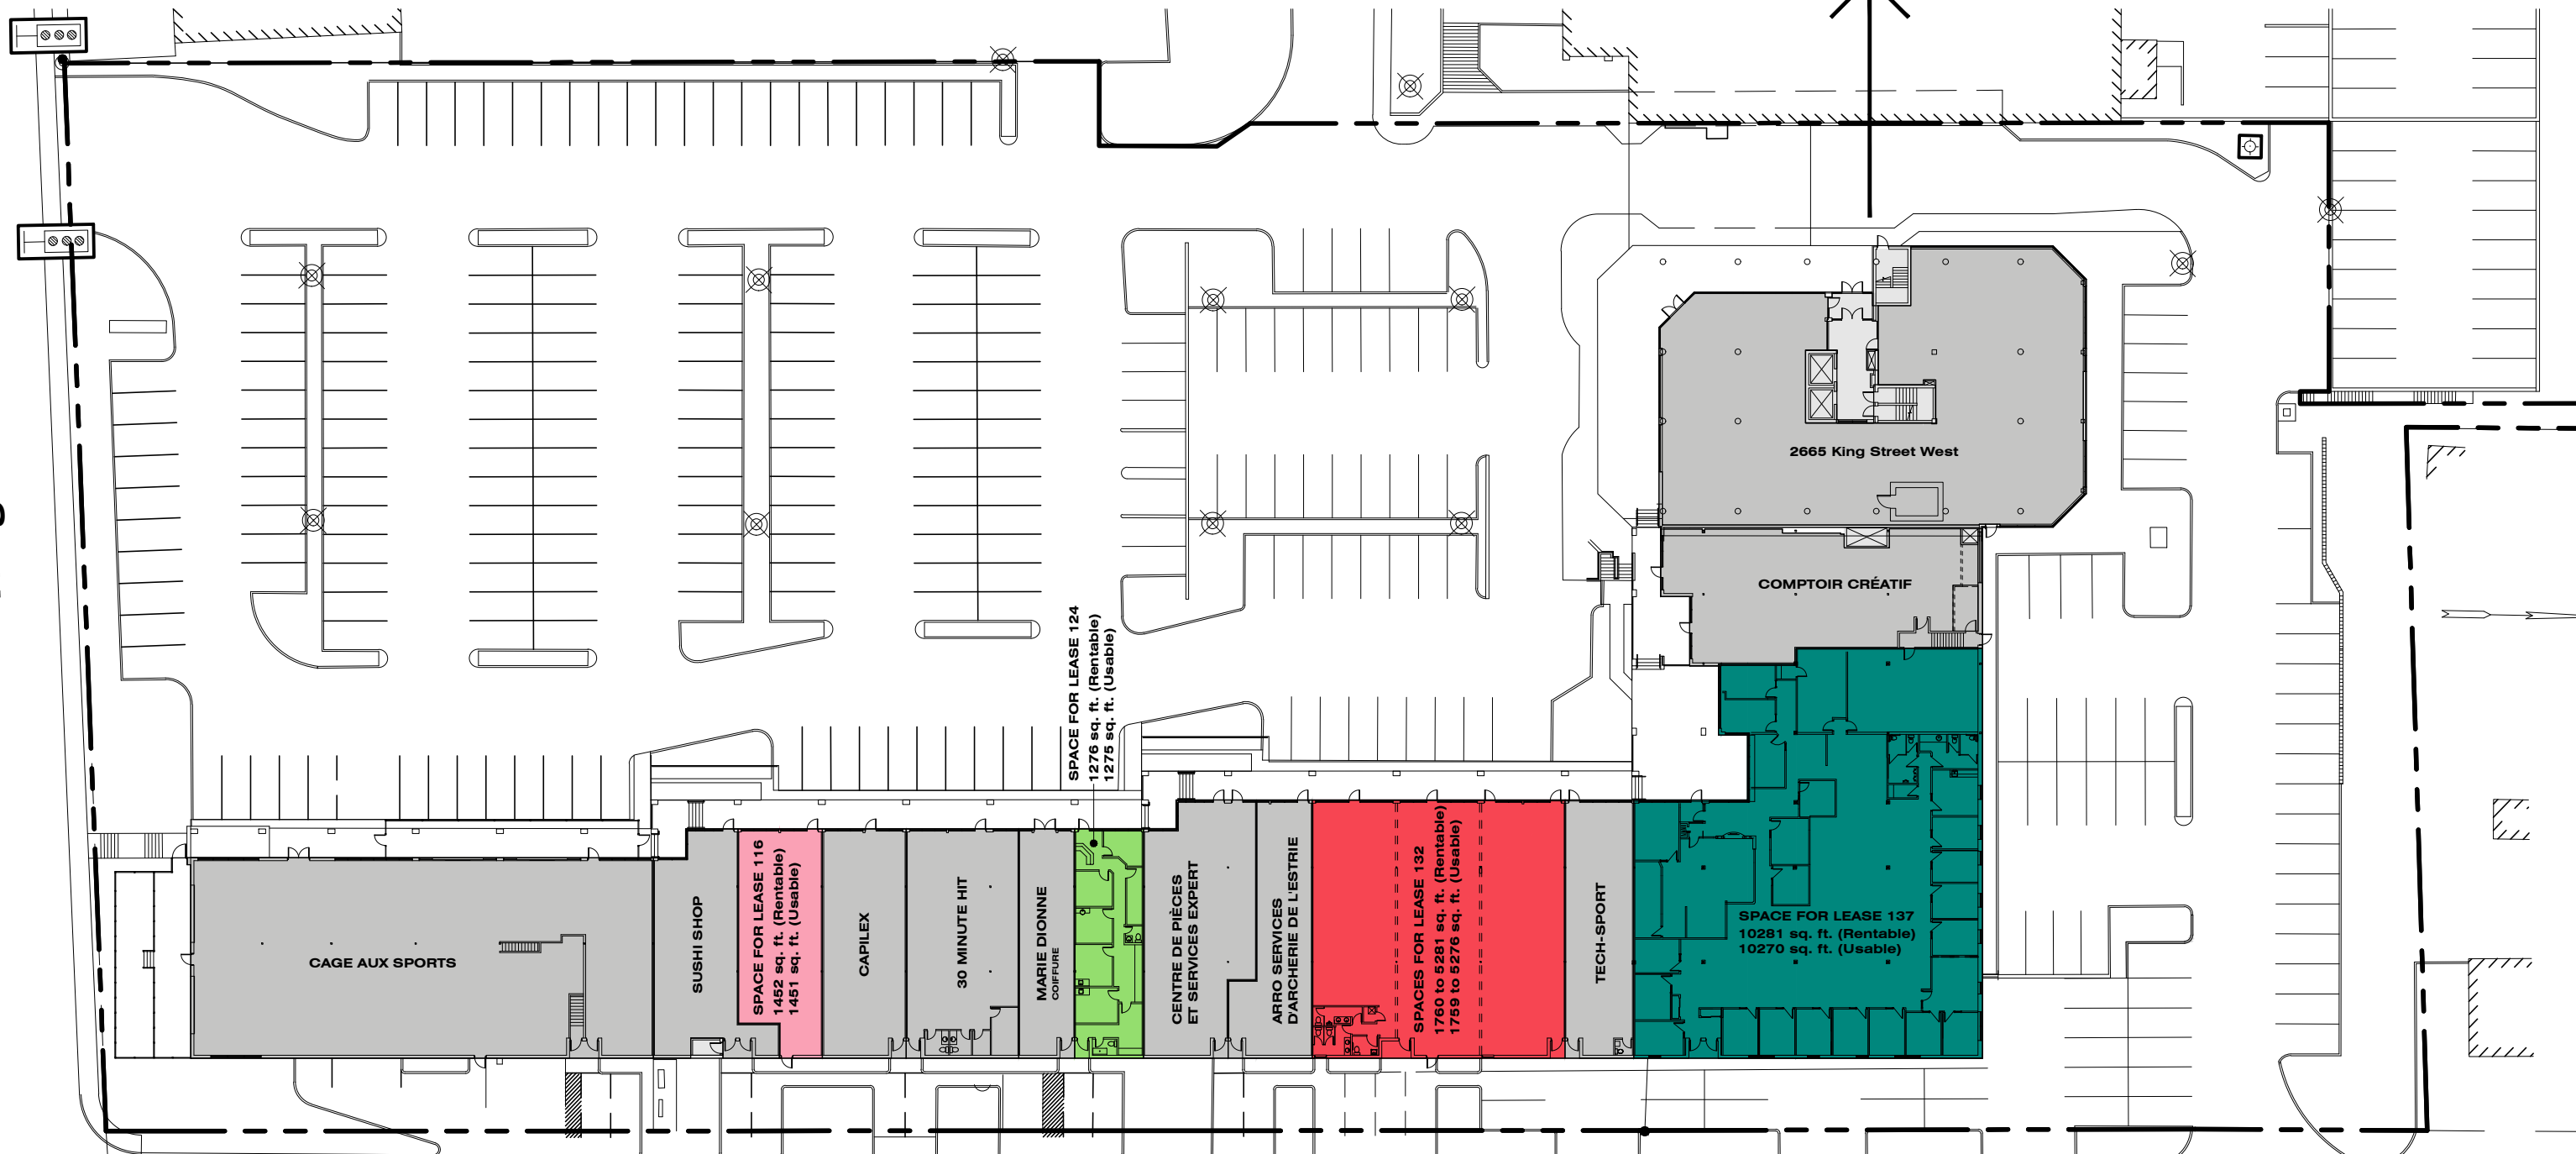 2665 King Street West
COMPTOIR CRÉATIF
SPACE FOR LEASE 124
1276 sq. ft. (Rentable)
1275 sq. ft. (Usable)
CAGE AUX SPORTS
SUSHI SHOP
SPACE FOR LEASE 116
1452 sq. ft. (Rentable)
1451 sq. ft. (Usable)
CAPILEX
30 MINUTE HIT
MARIE DIONNE
COIFFURE
CENTRE DE PIÈCES
ET SERVICES EXPERT
ARRO SERVICES
D'ARCHERIE DE L'ESTRIE
SPACES FOR LEASE 132
1760 to 5281 sq. ft. (Rentable)
1759 to 5276 sq. ft. (Usable)
TECH-SPORT
SPACE FOR LEASE 137
10281 sq. ft. (Rentable)
10270 sq. ft. (Usable)